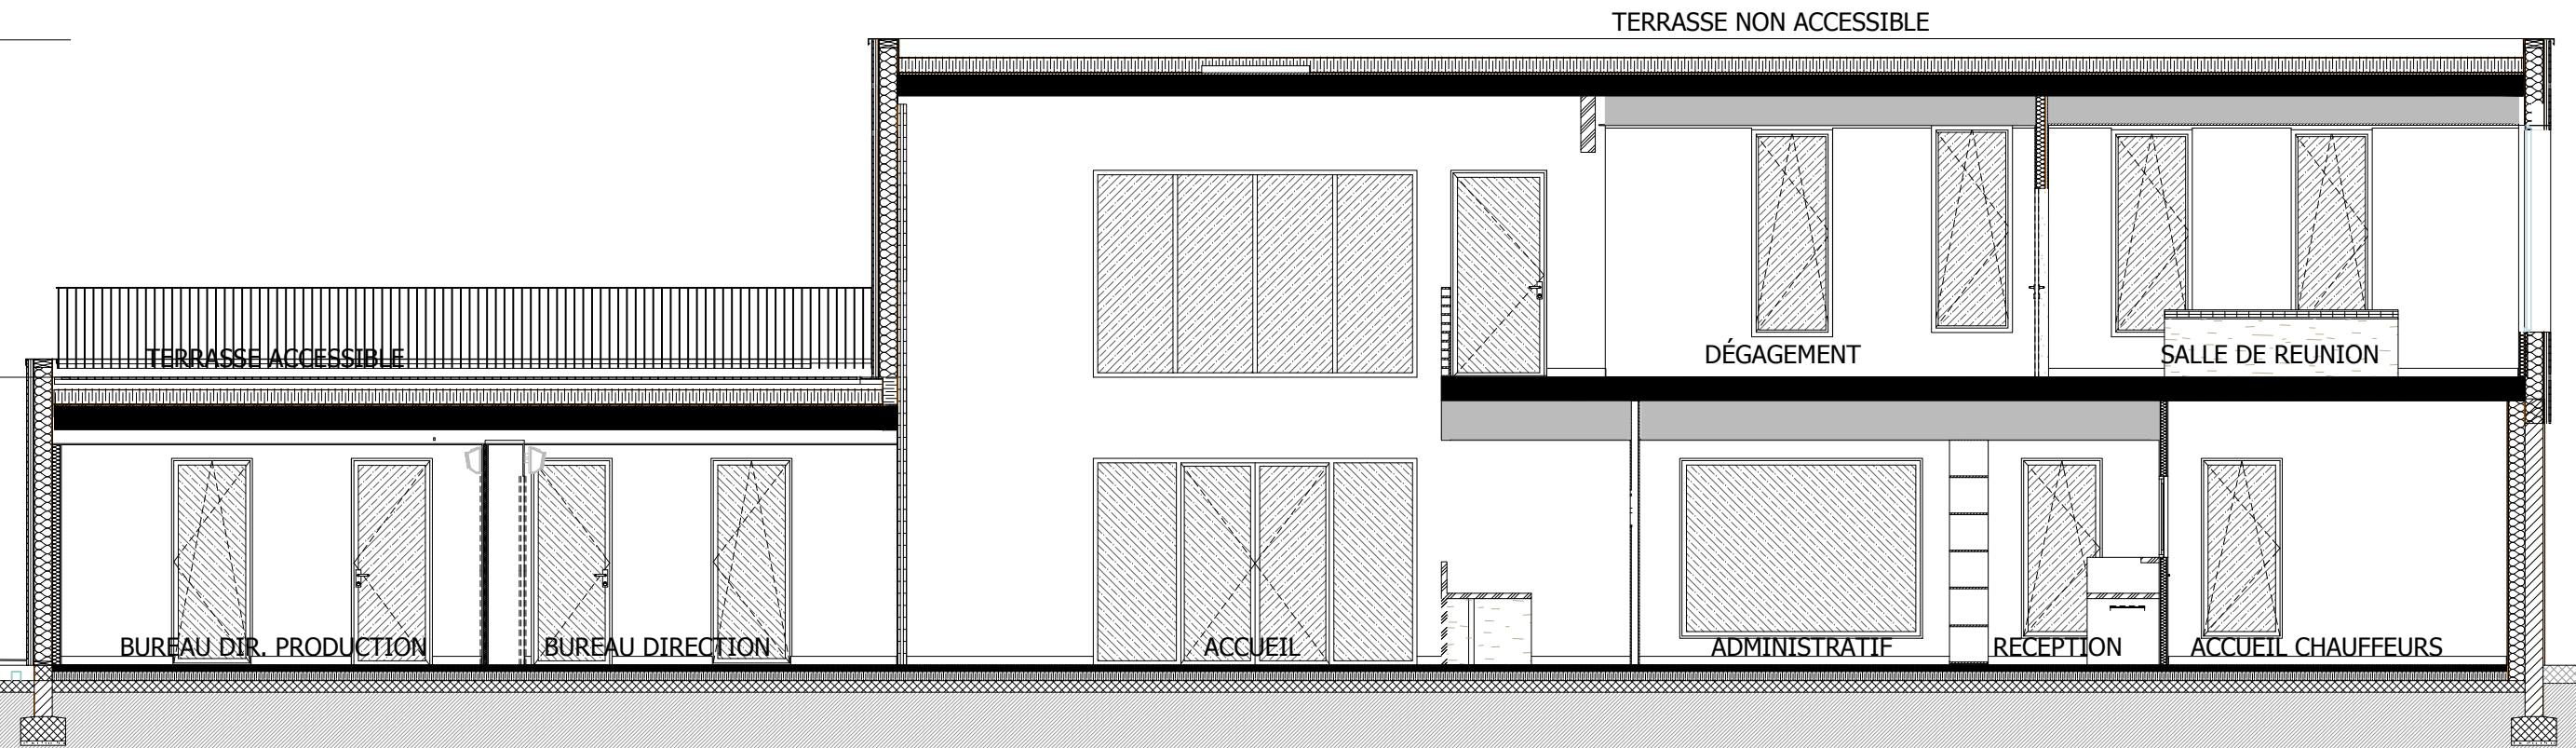 TERRASSE NON ACCESSIBLE
TERRASSE ACCESSIBLE
DÉGAGEMENT
SALLE DE REUNION
BUREAU DIR. PRODUCTION
BUREAU DIRECTION
ACCUEIL
ADMINISTRATIF
RECEPTION
ACCUEIL CHAUFFEURS